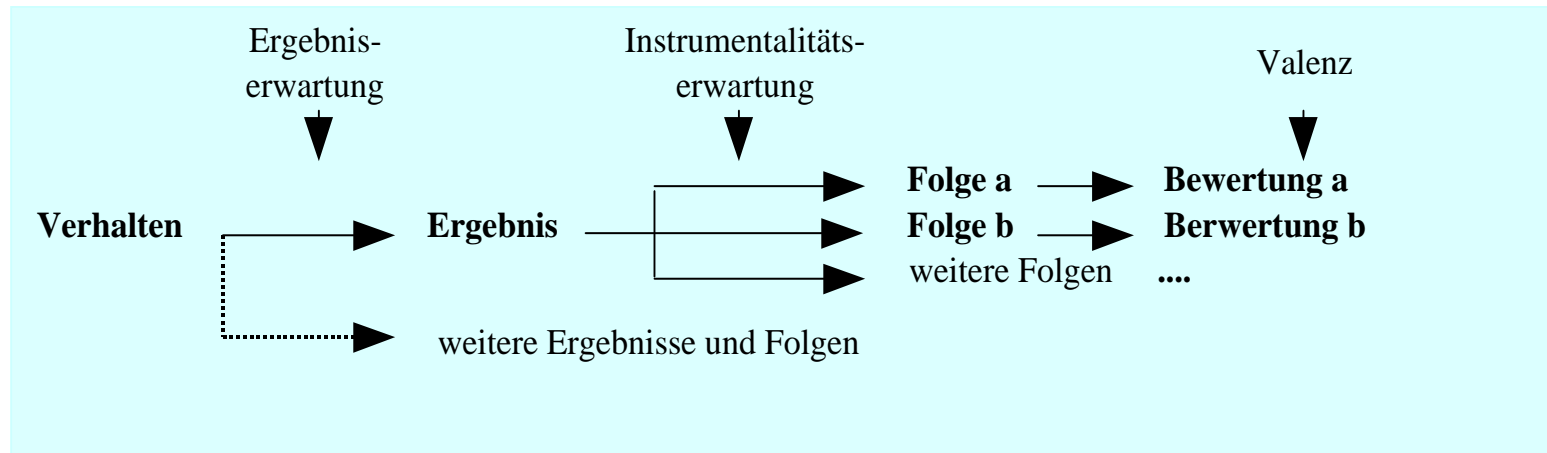 Ergebnis-
erwartung
Instrumentalitäts-
erwartung
Valenz
Folge a
Bewertung a
Verhalten
Ergebnis
Folge b
Berwertung b
weitere Folgen
....
weitere Ergebnisse und Folgen